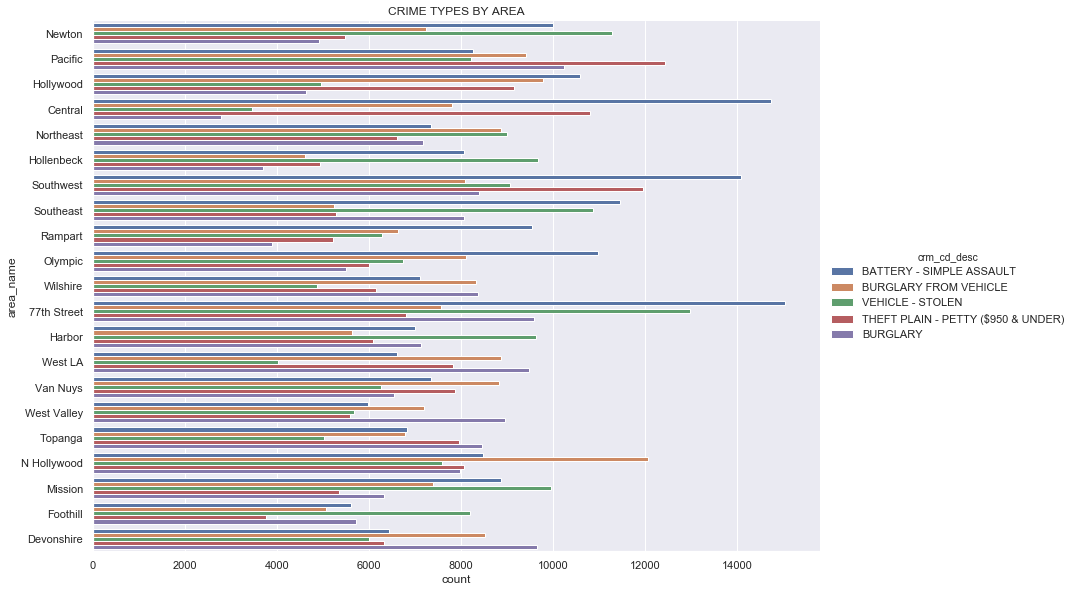 CRIME TYPES BY AREA
area_name
Newton
Pacific
Hollywood
Central
Northeast
Hollenbeck
Southwest
Southeast
Rampart
Olympic
Wilshire
77th Street
Harbor
West LA
Van Nuys
West Valley
Topanga
N Hollywood
Mission
Foothill
Devonshire
0 2000 4000 6000 8000 10000 12000 14000
count
crm_cd_desc
BATTERY - SIMPLE ASSAULT
BURGLARY FROM VEHICLE
VEHICLE - STOLEN
THEFT PLAIN - PETTY ($950 & UNDER)
BURGLARY